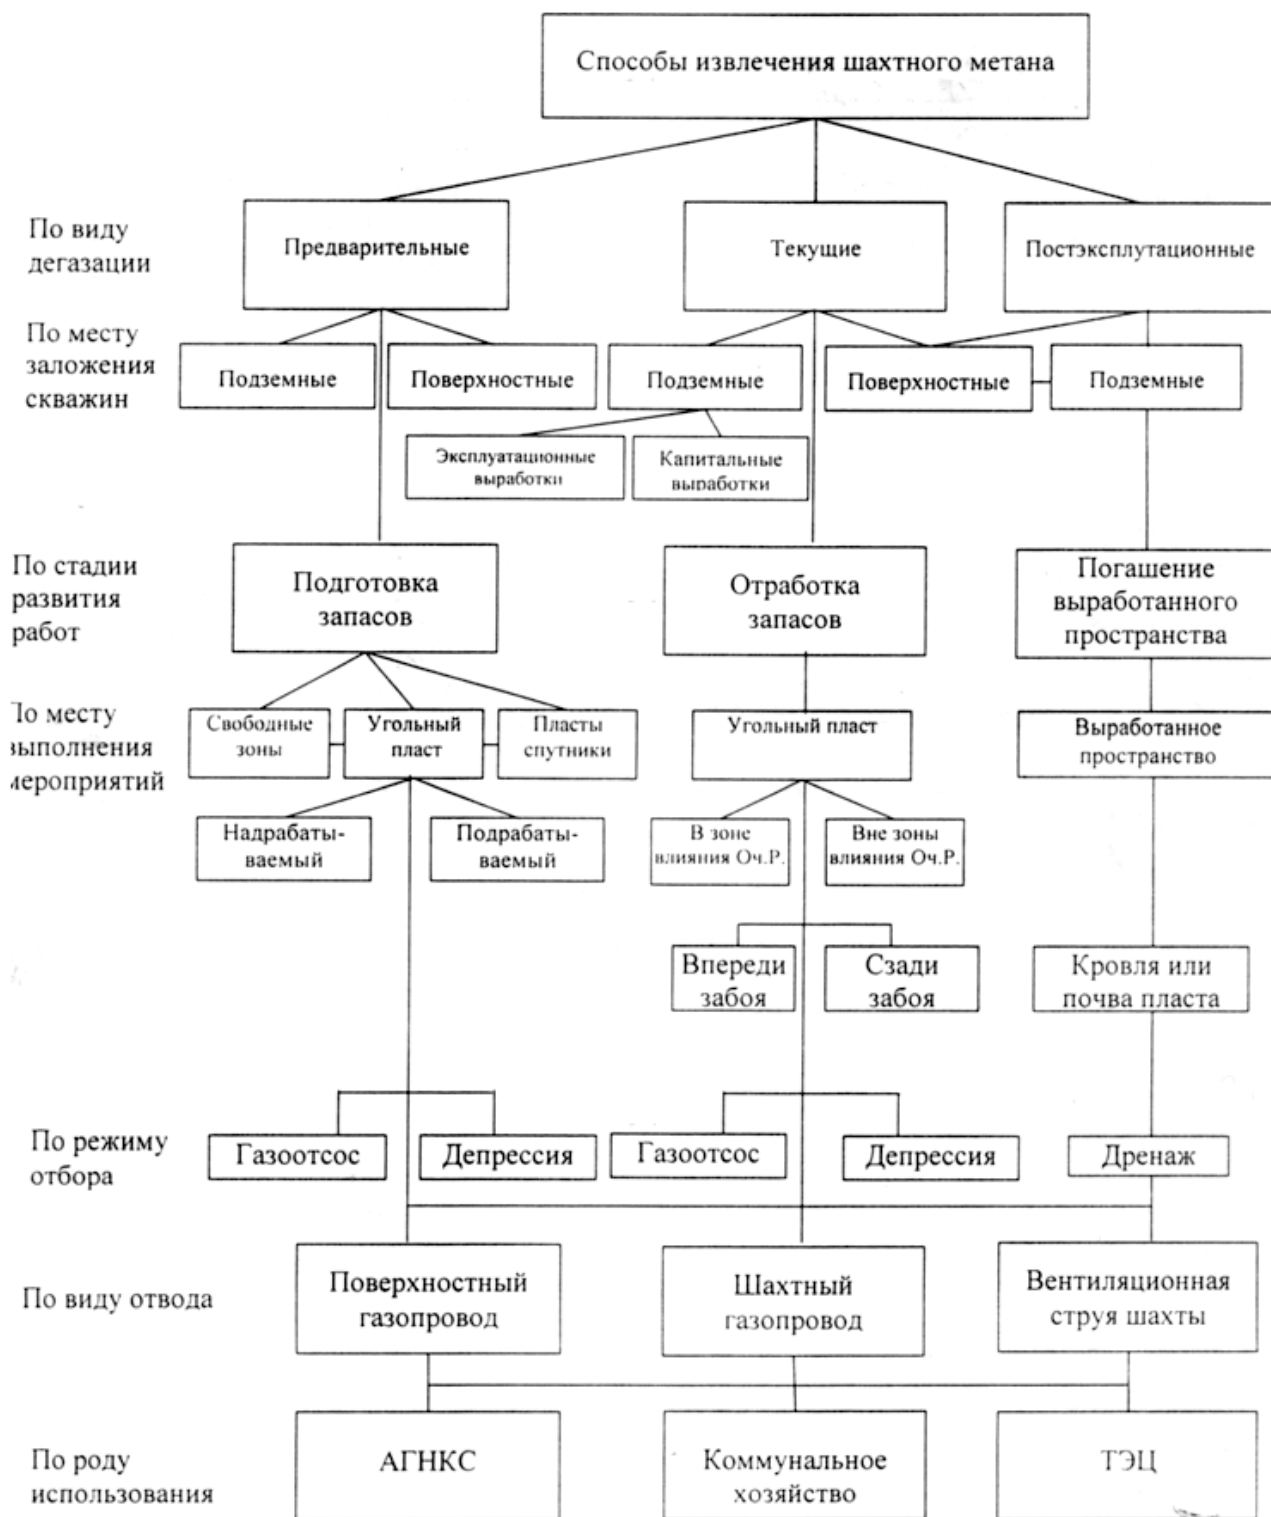 Способы извлечения шахтного метана
По виду
дегазации
Предварительные
Текущие
Постэксплутационные
По месту
заложения
скважин
Подземные
Поверхностные
Подземные
Поверхностные
Подземные
Эксплуатационные
выработки
Капитальные
выработки
По стадии
развития
работ
Подготовка
запасов
Отработка
запасов
Погашение
выработанного
пространства
По месту
выполнения
мероприятий
Свободные
зоны
Угольный
пласт
Пласты
спутники
Угольный пласт
Выработанное
пространство
Надрабаты-
ваемый
Подрабаты-
ваемый
В зоне
влияния Оч.Р.
Вне зоны
влияния Оч.Р.
Впереди
забоя
Сзади
забоя
Кровля или
почва пласта
По режиму
отбора
Газоотсос
Депрессия
Газоотсос
Депрессия
Дренаж
По виду отвода
Поверхностный
газопровод
Шахтный
газопровод
Вентиляционная
струя шахты
По роду
использования
АГНКС
Коммунальное
хозяйство
ТЭЦ